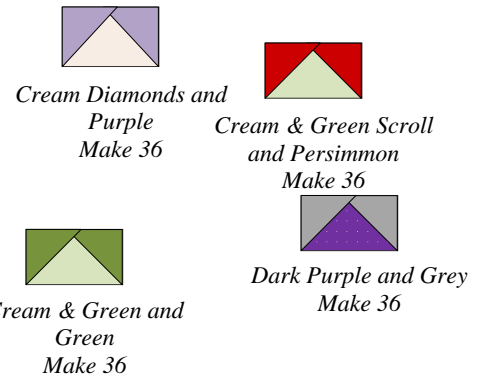 Cream Diamonds and
Purple
Make 36
Cream & Green Scroll
and Persimmon
Make 36
Dark Purple and Grey
Make 36
ream & Green and
Green
Make 36